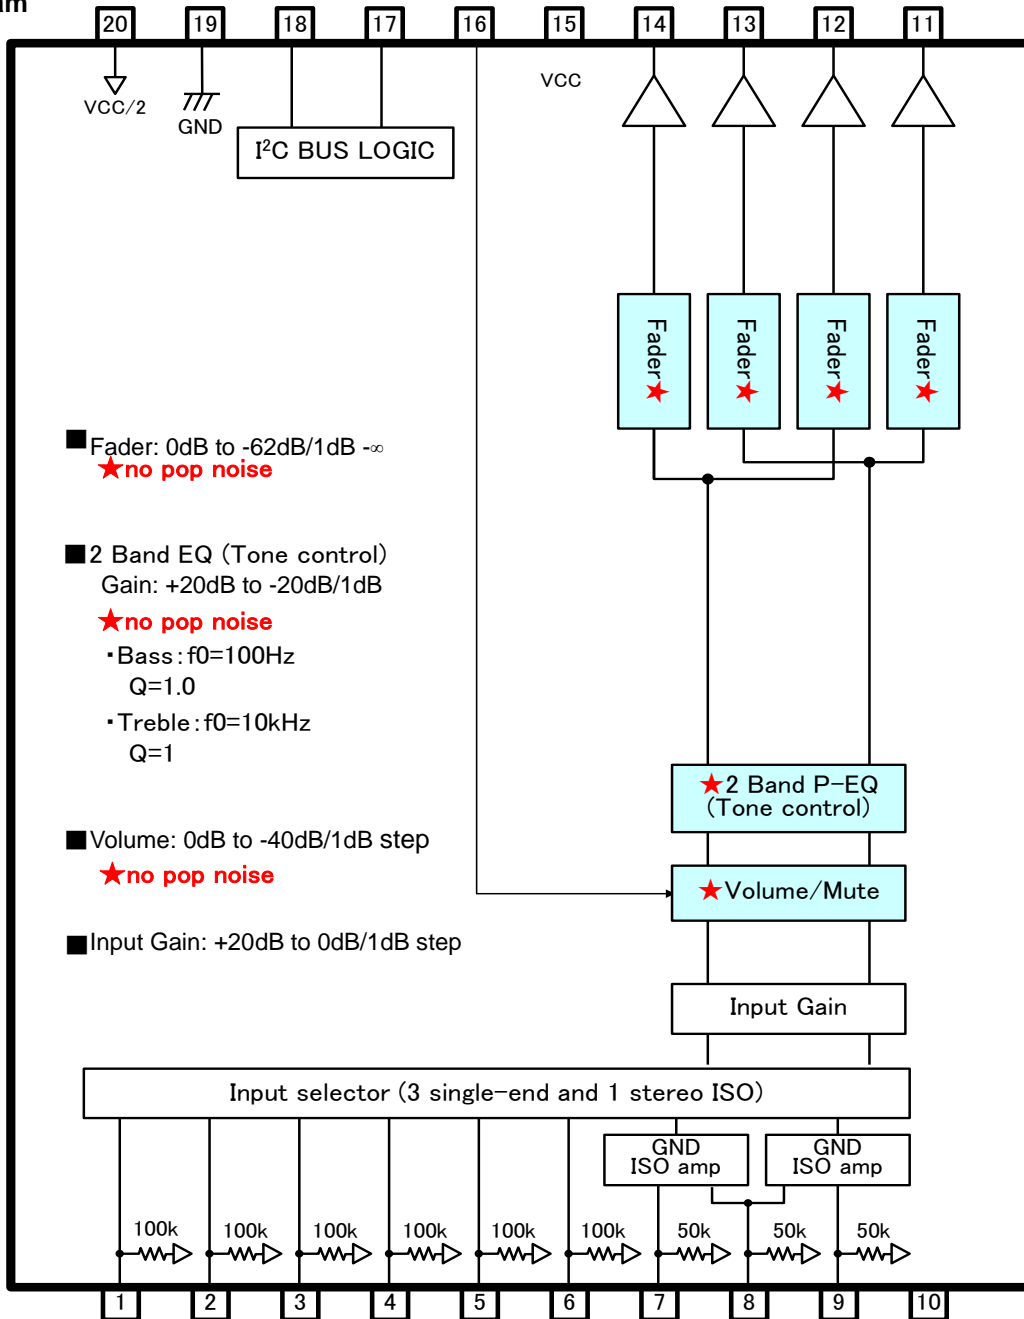 am
20 19 18 17 16 15 14 13 12 11
VCC/2
GND
VCC
I²C BUS LOGIC
Fader★ Fader★ Fader★ Fader★
■Fader: 0dB to -62dB/1dB -∞
★no pop noise
■2 Band EQ (Tone control)
Gain: +20dB to -20dB/1dB
★no pop noise
・Bass:f0=100Hz
Q=1.0
・Treble:f0=10kHz
Q=1
★2 Band P-EQ
(Tone control)
■Volume: 0dB to -40dB/1dB step
★no pop noise
★Volume/Mute
■Input Gain: +20dB to 0dB/1dB step
Input Gain
Input selector (3 single-end and 1 stereo ISO)
GND
ISO amp
GND
ISO amp
100k 100k 100k 100k 100k 100k 50k 50k 50k
1 2 3 4 5 6 7 8 9 10